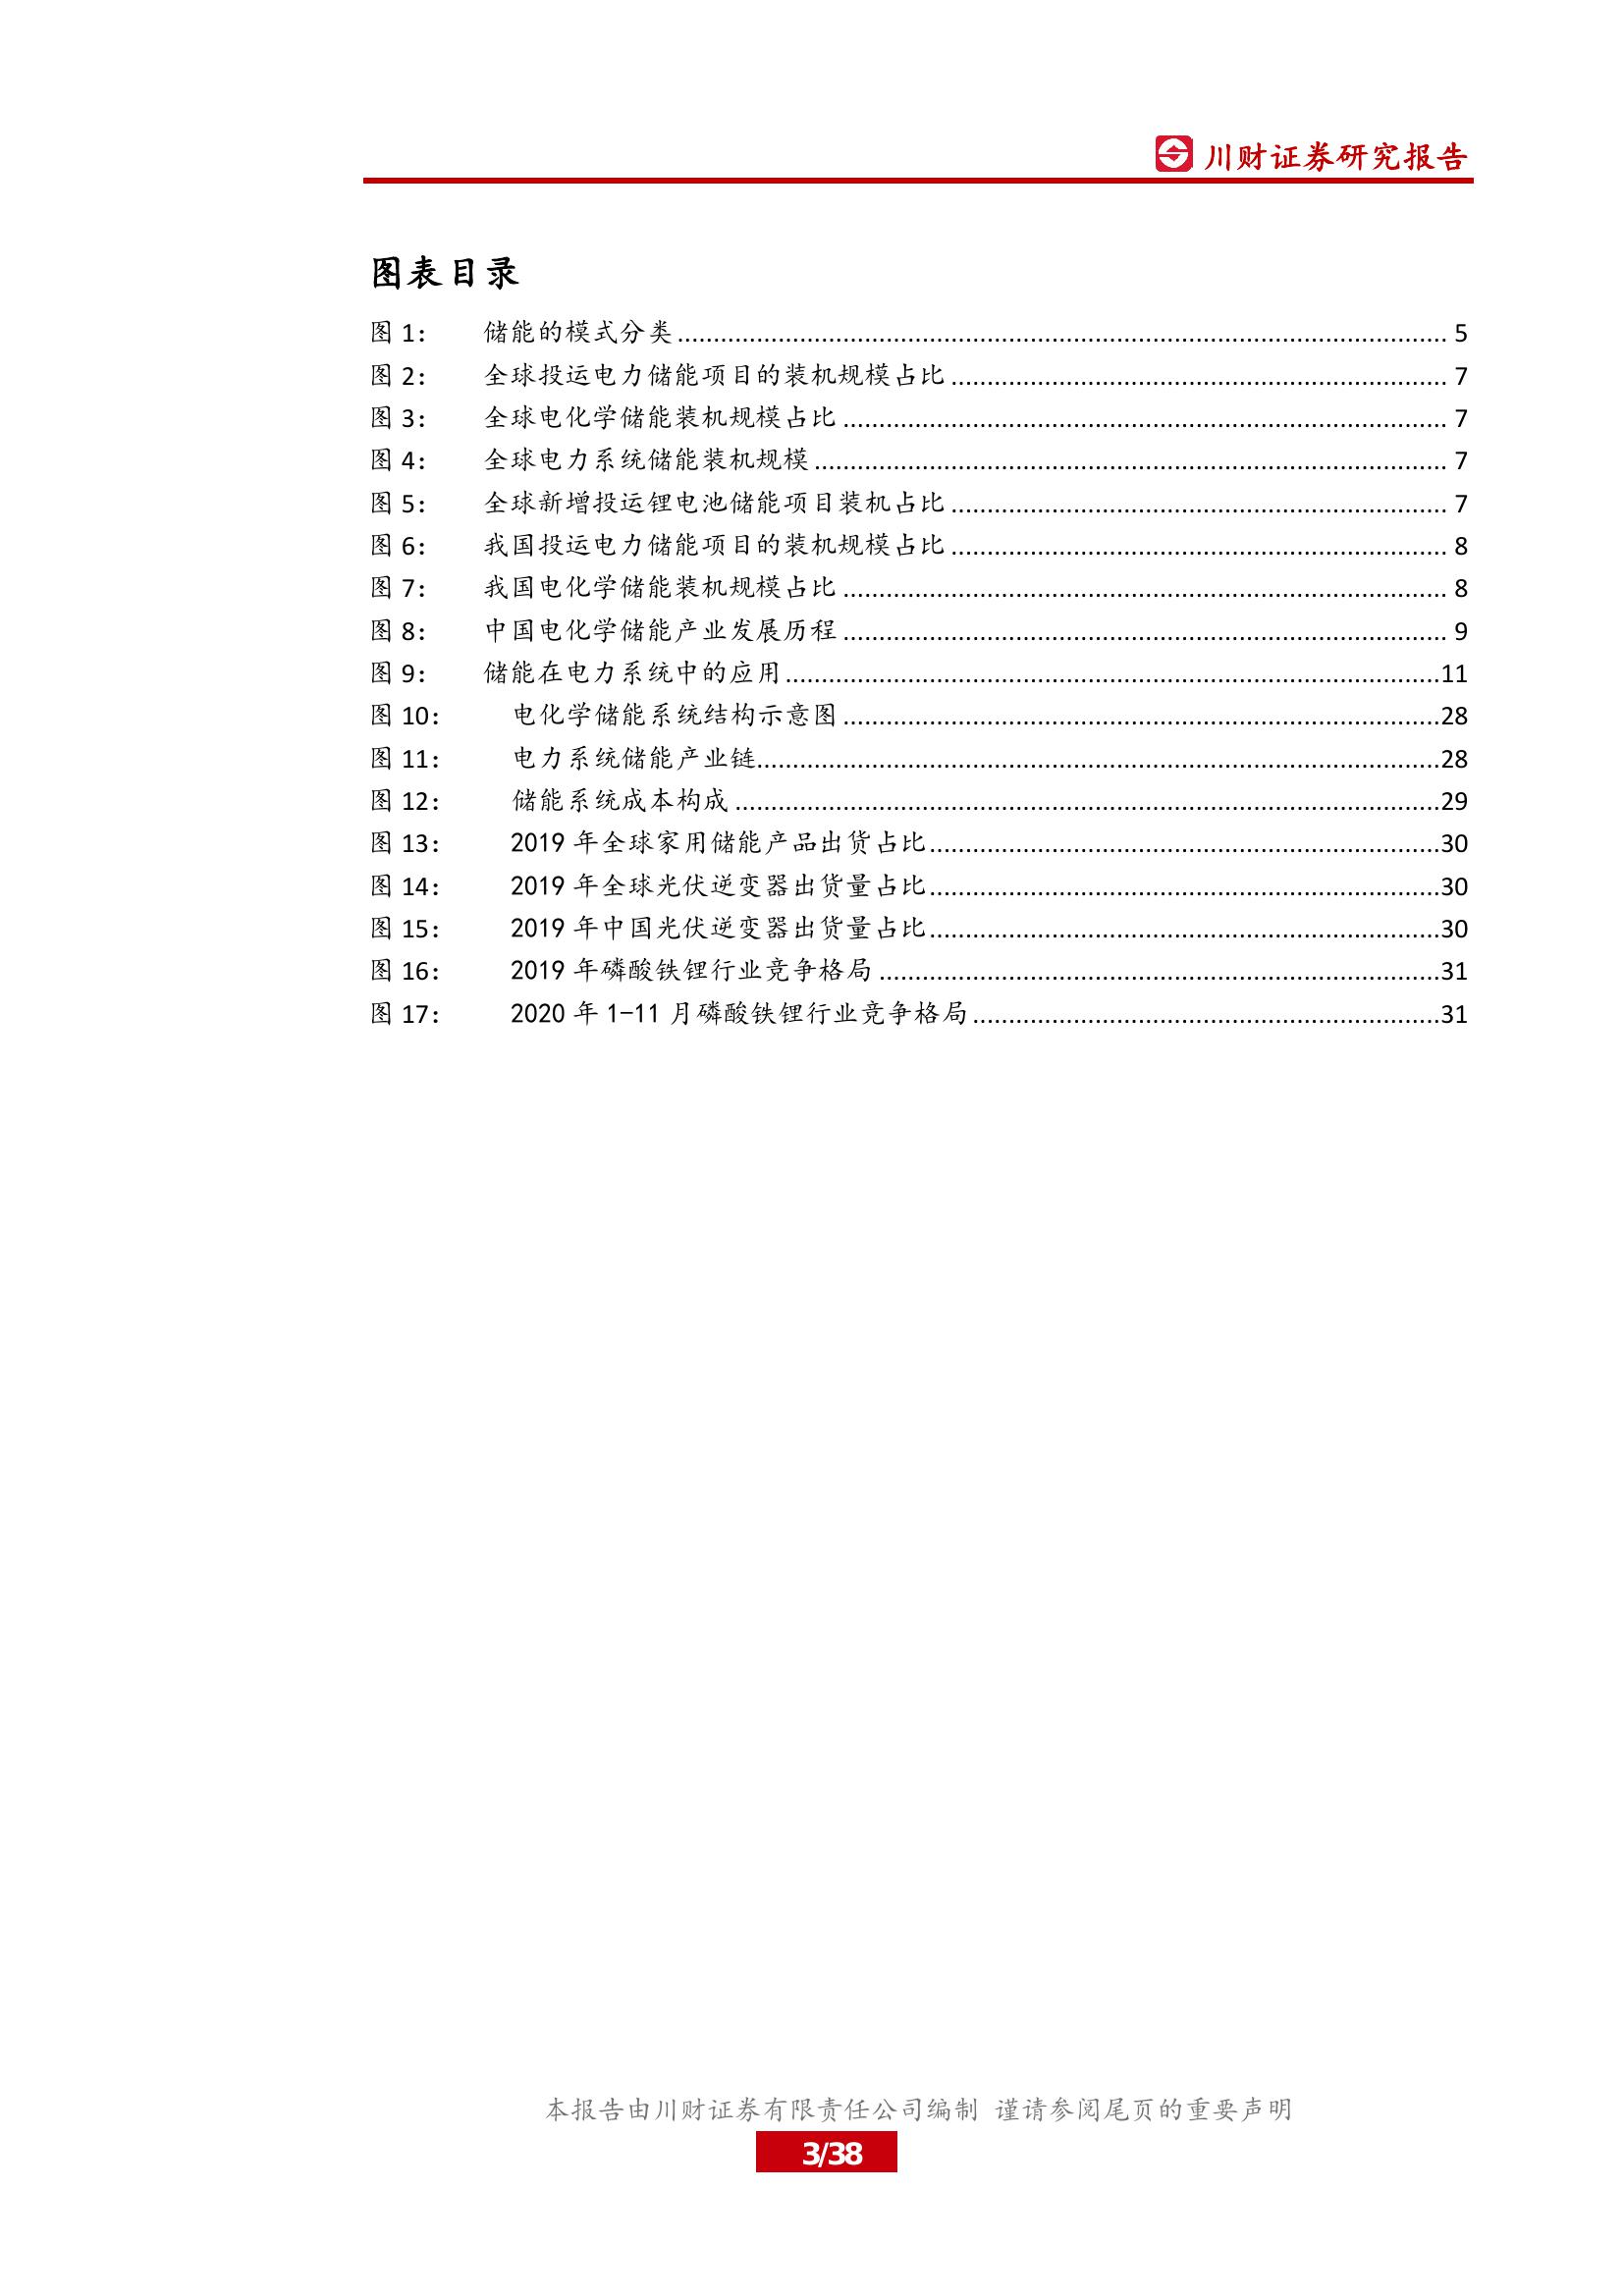 川财证券研究报告
图表目录
图 1： 储能的模式分类 ........ 5
图 2： 全球投运电力储能项目的装机规模占比 ........ 7
图 3： 全球电化学储能装机规模占比 ........ 7
图 4： 全球电力系统储能装机规模 ........ 7
图 5： 全球新增投运锂电池储能项目装机占比 ........ 7
图 6： 我国投运电力储能项目的装机规模占比 ........ 8
图 7： 我国电化学储能装机规模占比 ........ 8
图 8： 中国电化学储能产业发展历程 ........ 9
图 9： 储能在电力系统中的应用 ........ 11
图 10： 电化学储能系统结构示意图 ........ 28
图 11： 电力系统储能产业链 ........ 28
图 12： 储能系统成本构成 ........ 29
图 13： 2019 年全球家用储能产品出货占比 ........ 30
图 14： 2019 年全球光伏逆变器出货量占比 ........ 30
图 15： 2019 年中国光伏逆变器出货量占比 ........ 30
图 16： 2019 年磷酸铁锂行业竞争格局 ........ 31
图 17： 2020 年 1-11 月磷酸铁锂行业竞争格局 ........ 31
本报告由川财证券有限责任公司编制 谨请参阅尾页的重要声明
3/38